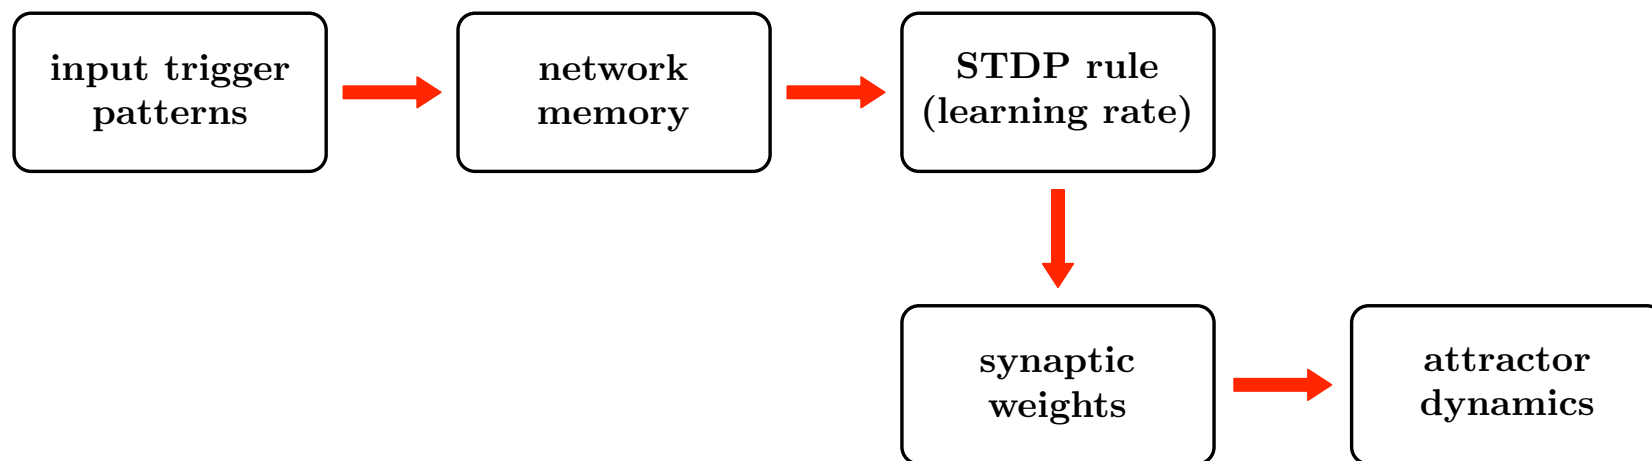 input trigger
patterns
network
memory
STDP rule
(learning rate)
synaptic
weights
attractor
dynamics